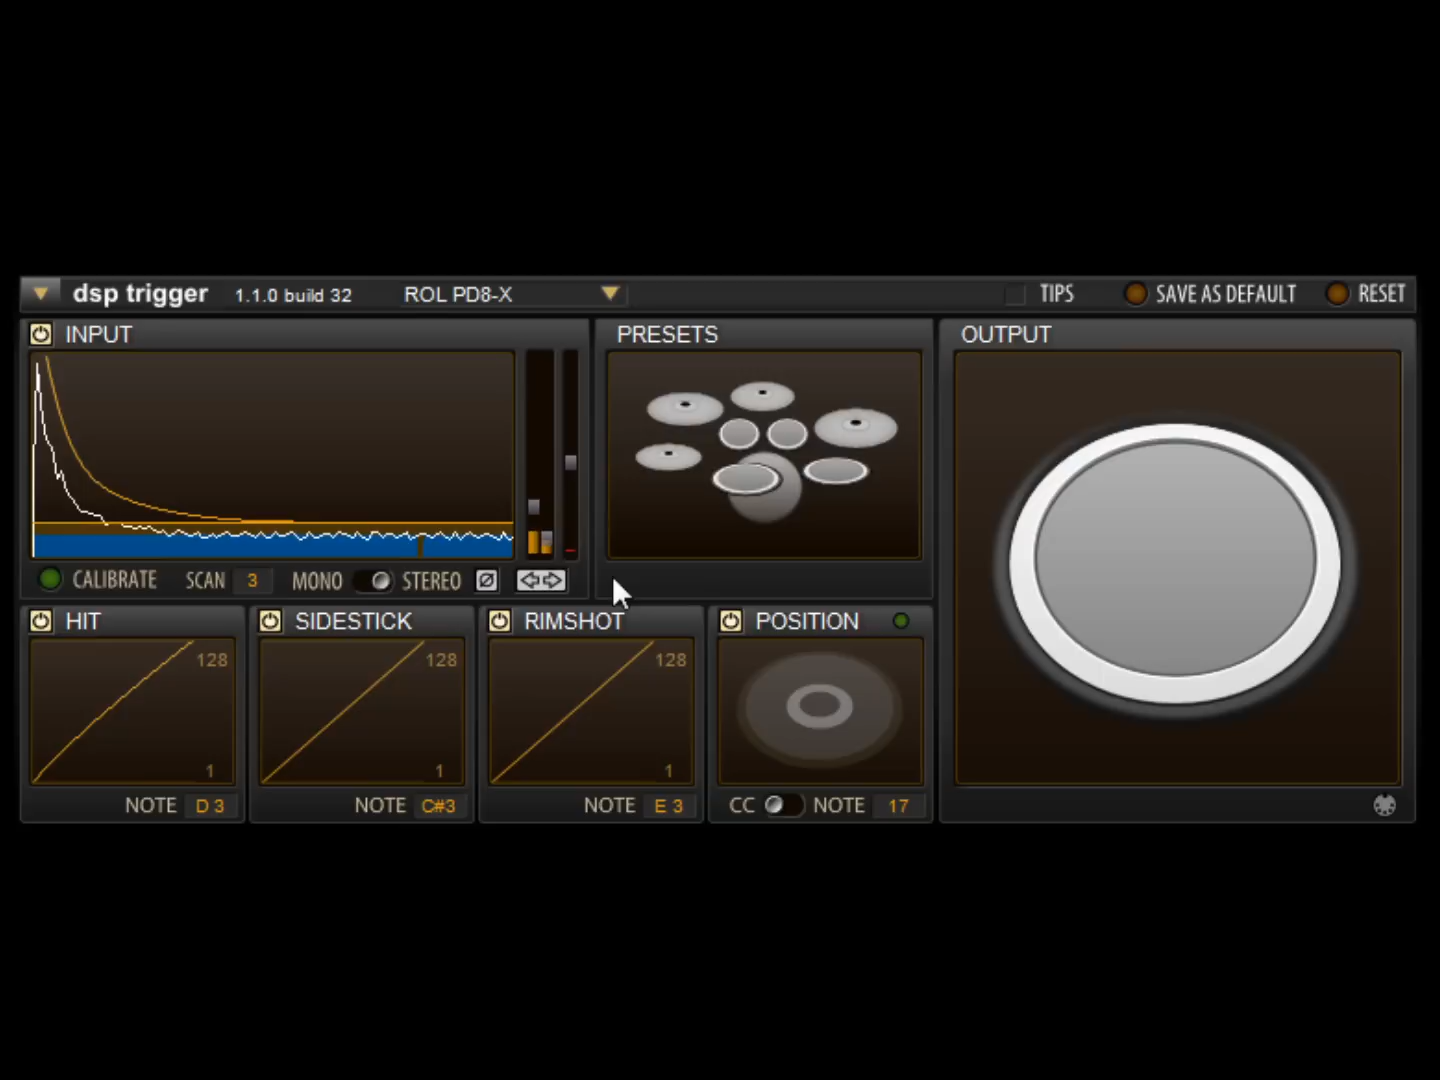 dsp trigger 1.1.0 build 32 ROL PD8-X TIPS SAVE AS DEFAULT RESET
INPUT PRESETS OUTPUT
CALIBRATE SCAN 3 MONO STEREO
HIT SIDESTICK RIMSHOT POSITION
128 128 128
1 1 1
NOTE D 3 NOTE C#3 NOTE E 3 CC NOTE 17